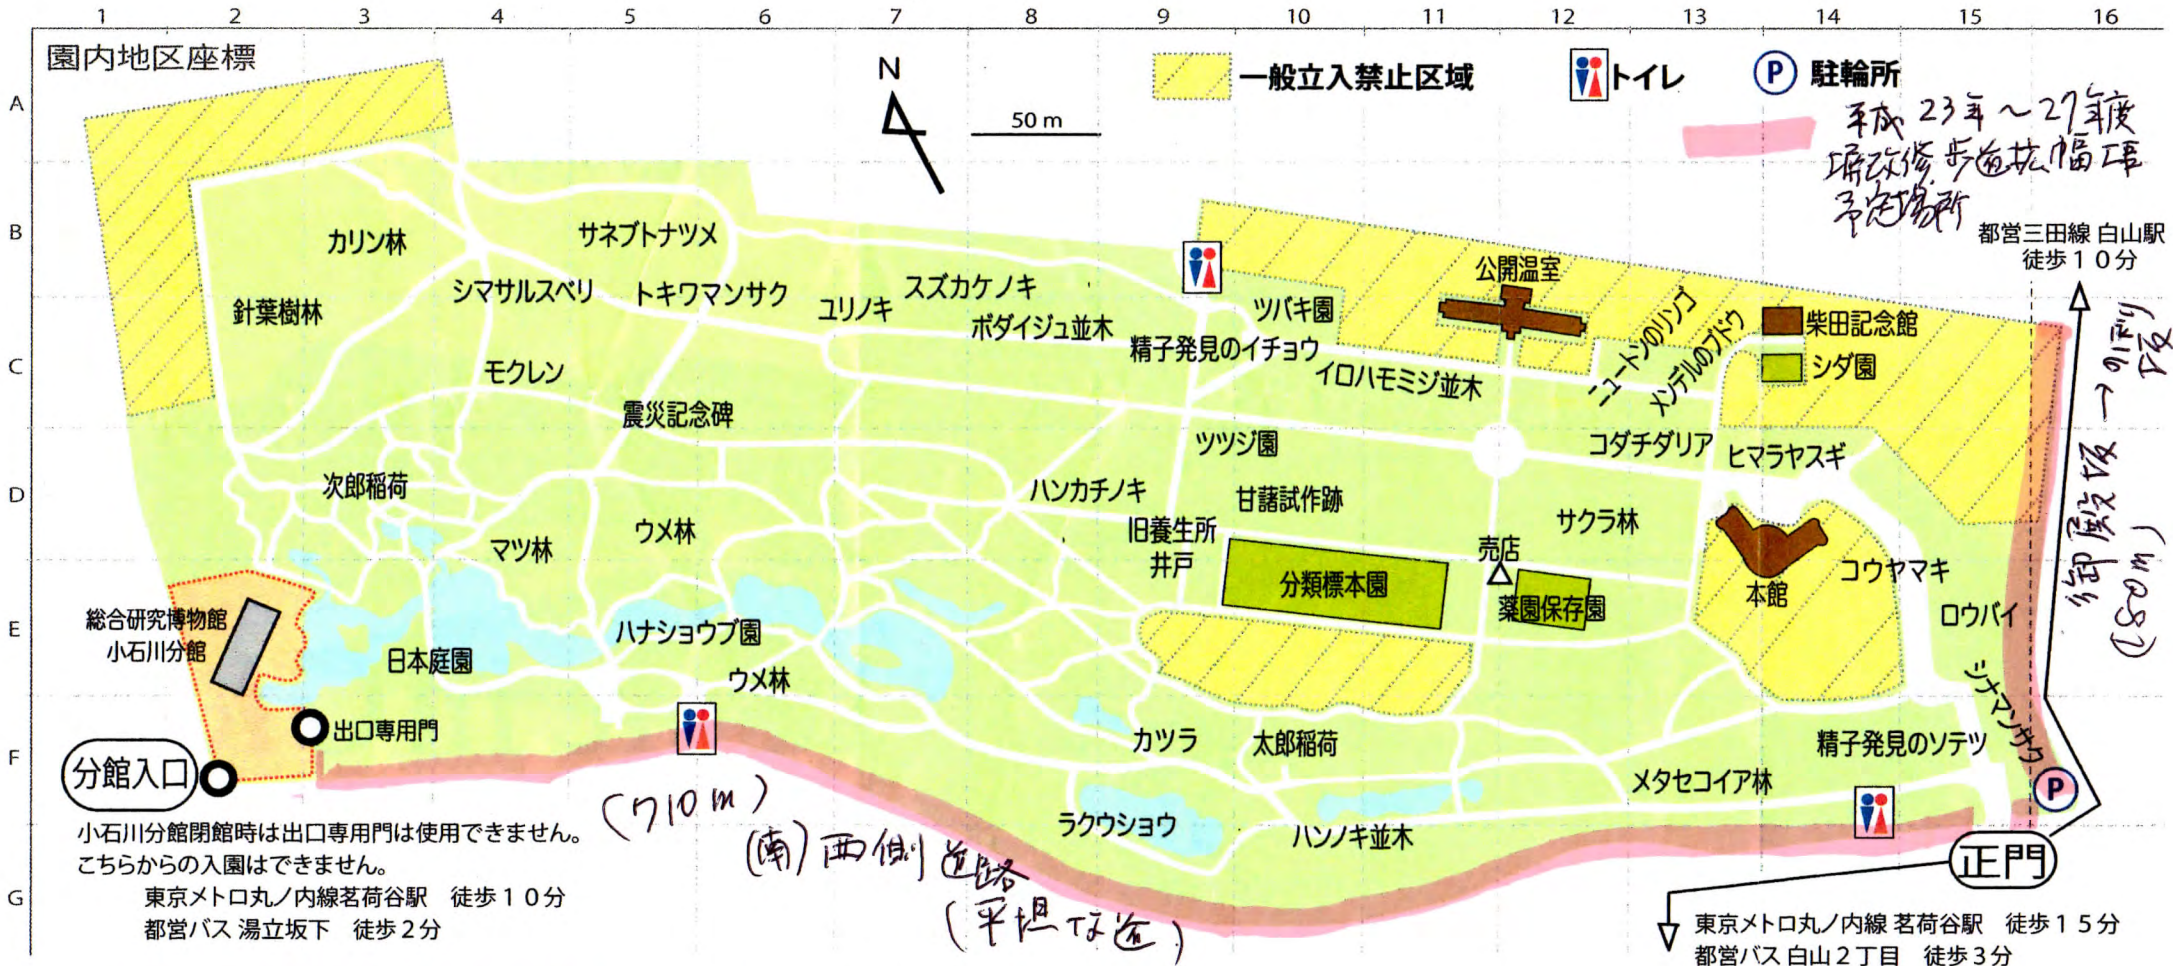 1 2 3 4 5 6 7 8 9 10 11 12 13 14 15 16
園内地区座標
N
50 m
一般立入禁止区域
トイレ
P 駐輪所
A
B
C
D
E
F
G
平成23年〜27年度
塀改修歩道拡幅工事
予定場所
都営三田線 白山駅
徒歩10分
カリン林
サネブトナツメ
シマサルスベリ
トキワマンサク
ユリノキ
スズカケノキ
ボダイジュ並木
針葉樹林
モクレン
震災記念碑
ツバキ園
精子発見のイチョウ
イロハモミジ並木
公開温室
ニュートンのリンゴ
メンデルのブドウ
柴田記念館
シダ園
ツツジ園
コダチダリア
ヒマラヤスギ
次郎稲荷
マツ林
ウメ林
ハンカチノキ
甘藷試作跡
旧養生所
井戸
サクラ林
売店
分類標本園
薬園保存園
本館
コウヤマキ
ロウバイ
シナマンサク
御殿坂
総合研究博物館
小石川分館
日本庭園
ハナショウブ園
ウメ林
出口専用門
分館入口
カツラ
太郎稲荷
精子発見のソテツ
メタセコイア林
ラクウショウ
ハンノキ並木
P
正門
(710m)
(南)西側道路
(平坦な道)
小石川分館閉館時は出口専用門は使用できません。
こちらからの入園はできません。
東京メトロ丸ノ内線茗荷谷駅 徒歩10分
都営バス 湯立坂下 徒歩2分
東京メトロ丸ノ内線 茗荷谷駅 徒歩15分
都営バス 白山2丁目 徒歩3分